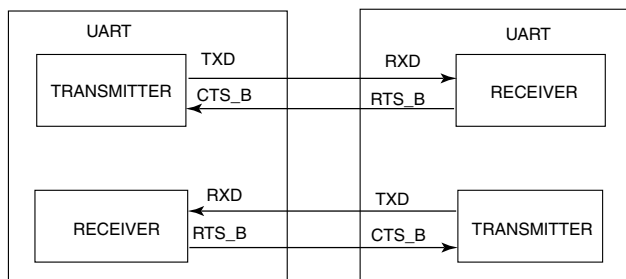 UART UART
TXD RXD
TRANSMITTER CTS_B RTS_B RECEIVER
RXD TXD
RECEIVER RTS_B CTS_B TRANSMITTER